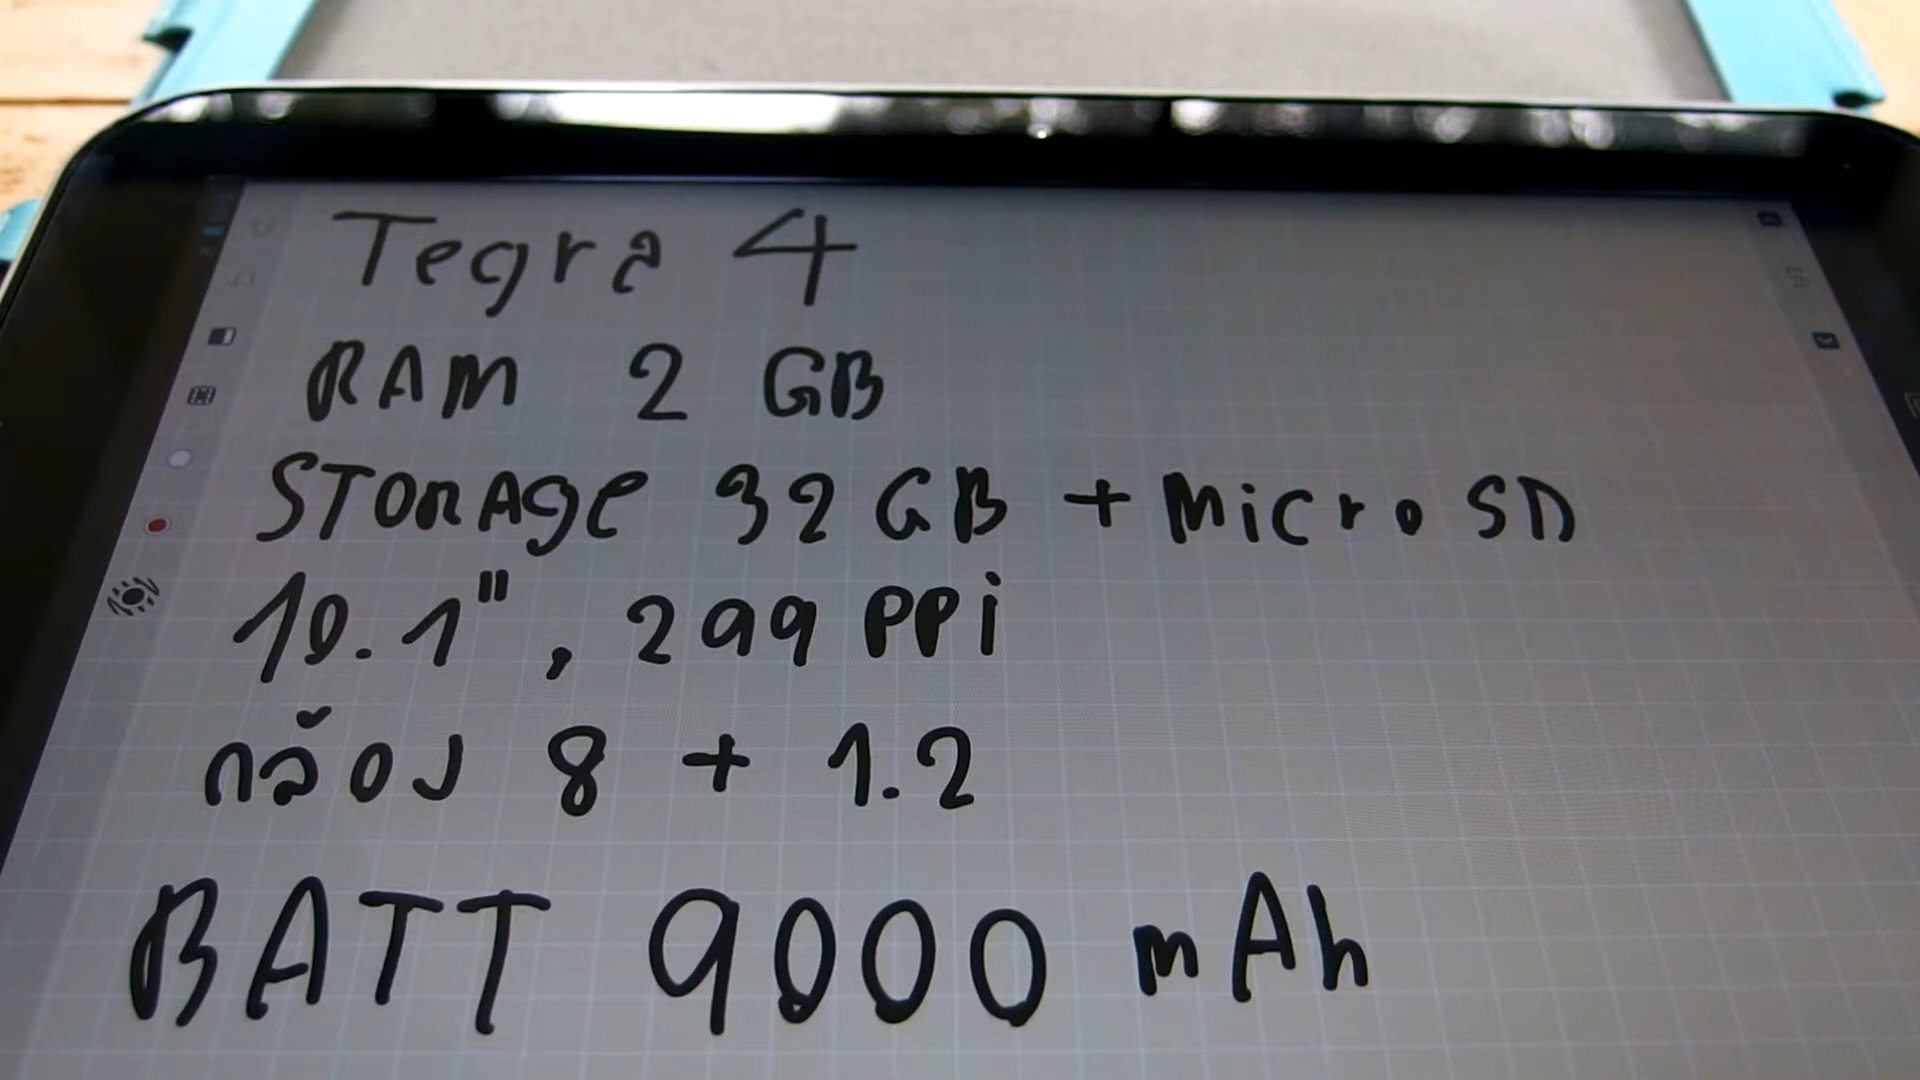 Tegra 4
RAM 2 GB
STORAGE 32 GB + Micro SD
10.1", 299 PPi
กล้อง 8 + 1.2
BATT 9000 mAh